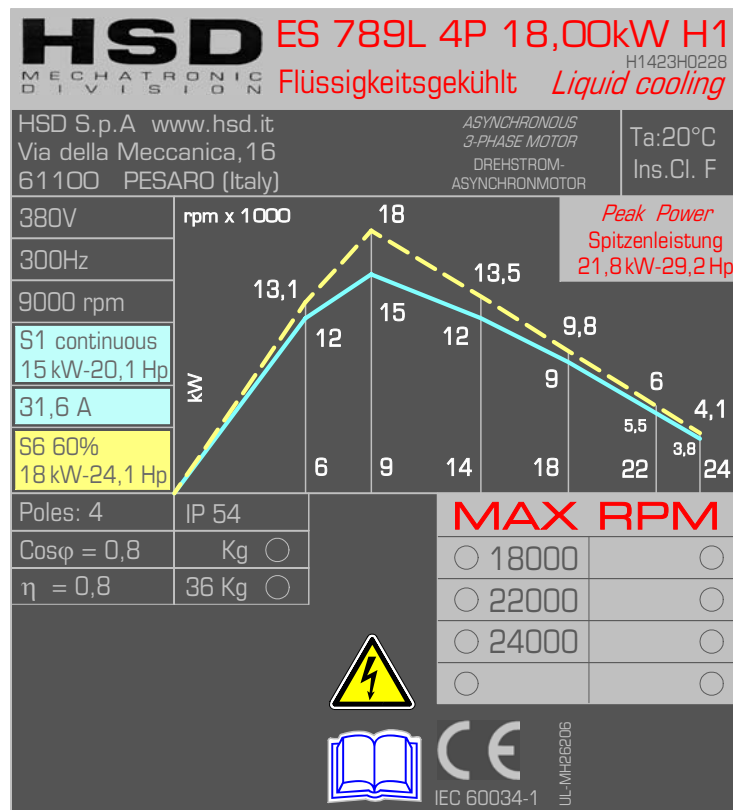 HSD
MECHATRONIC
DIVISION
ES 789L 4P 18,00kW H1
H1423H0228
Flüssigkeitsgekühlt Liquid cooling
HSD S.p.A www.hsd.it
Via della Meccanica,16
61100 PESARO (Italy)
ASYNCHRONOUS
3-PHASE MOTOR
DREHSTROM-
ASYNCHRONMOTOR
Ta:20°C
Ins.Cl. F
380V
300Hz
9000 rpm
S1 continuous
15 kW-20,1 Hp
31,6 A
S6 60%
18 kW-24,1 Hp
rpm x 1000
Peak Power
Spitzenleistung
21,8 kW-29,2 Hp
kW
18
13,1
13,5
9,8
6
4,1
12
15
12
9
5,5
3,8
6
9
14
18
22
24
Poles: 4
IP 54
Cosφ = 0,8
Kg
η = 0,8
36 Kg
MAX RPM
18000
22000
24000
CE
IEC 60034-1
UL-MH26206